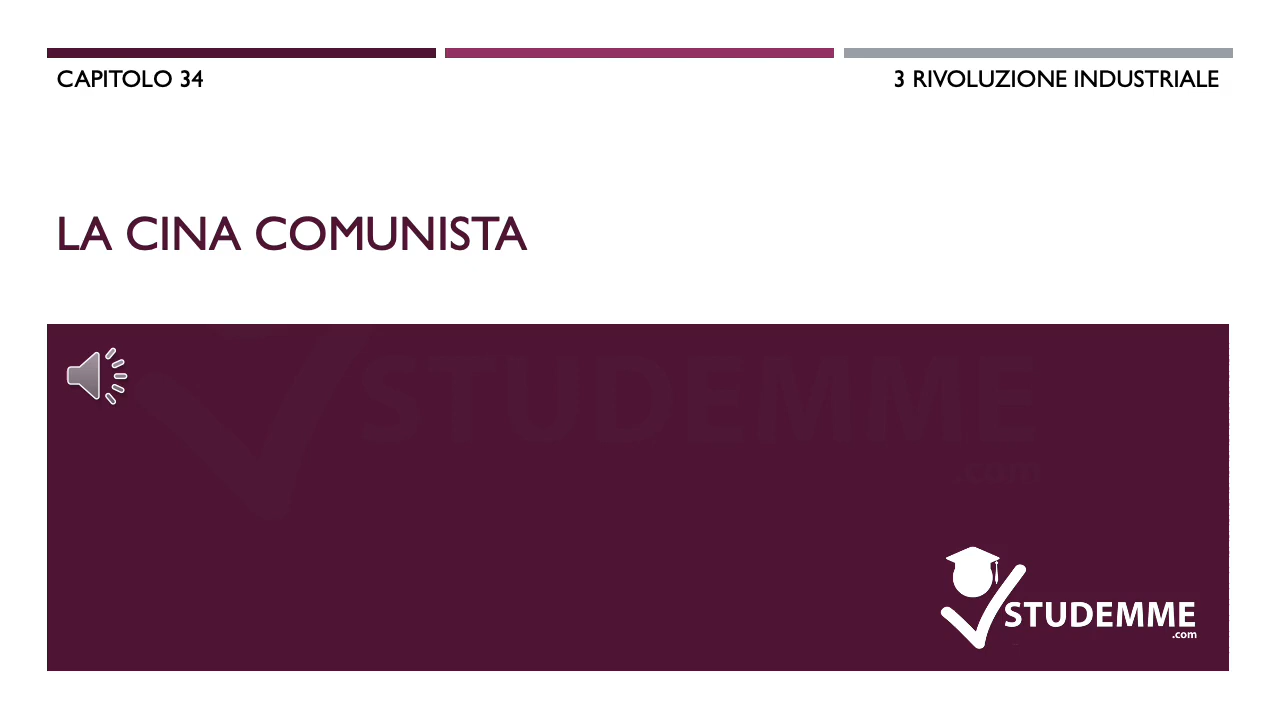 CAPITOLO 34
3 RIVOLUZIONE INDUSTRIALE
LA CINA COMUNISTA
STUDEMME
.com
STUDEMME
.com